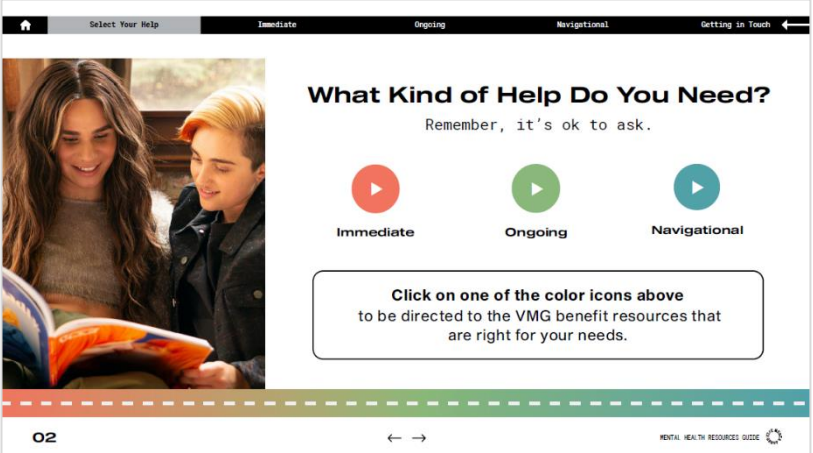 Select Your Help
Immediate
Ongoing
Navigational
Getting in Touch
What Kind of Help Do You Need?
Remember, it's ok to ask.
Immediate
Ongoing
Navigational
Click on one of the color icons above
to be directed to the VMG benefit resources that
are right for your needs.
02
MENTAL HEALTH RESOURCES GUIDE